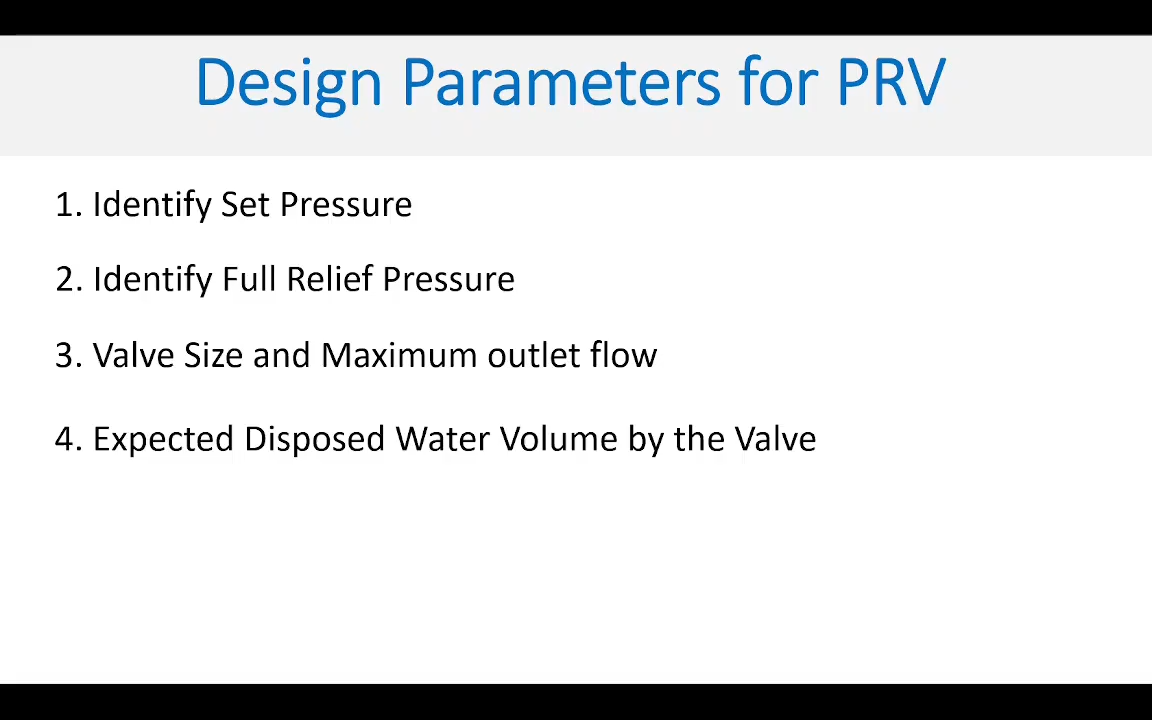 Design Parameters for PRV
1. Identify Set Pressure
2. Identify Full Relief Pressure
3. Valve Size and Maximum outlet flow
4. Expected Disposed Water Volume by the Valve